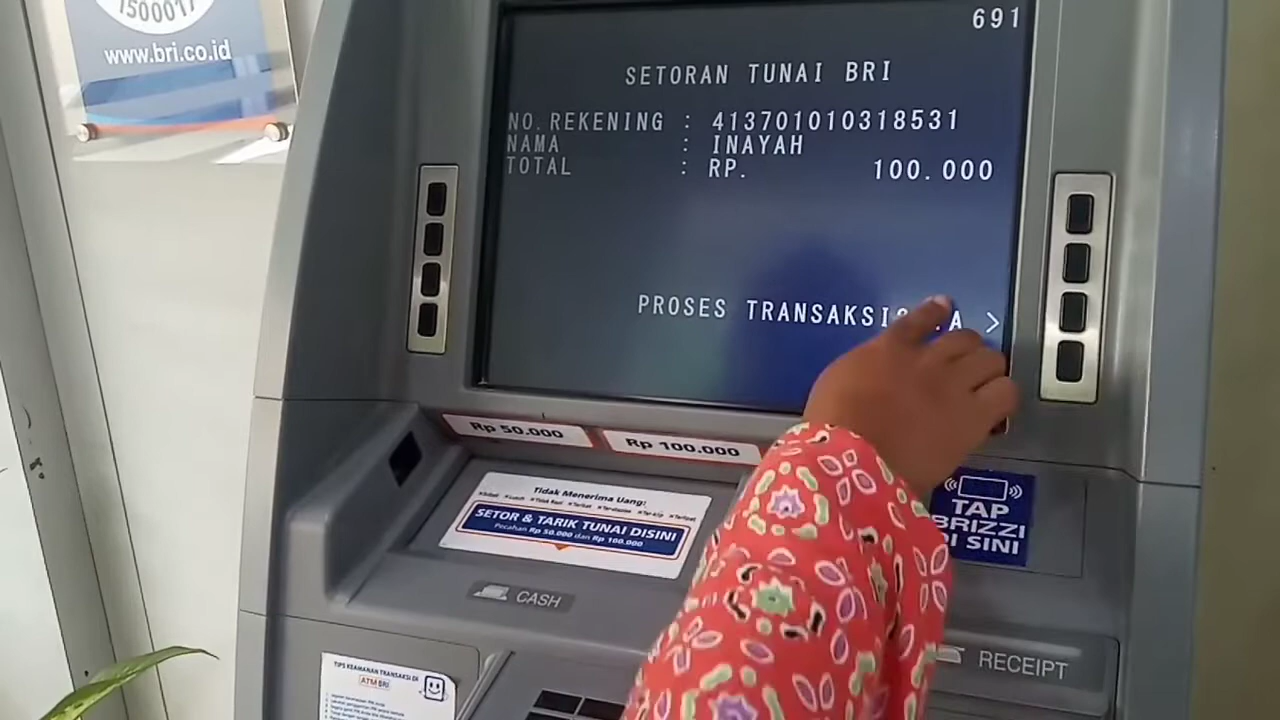 1500017
www.bri.co.id
691
SETORAN TUNAI BRI
NO. REKENING : 413701010318531
NAMA : INAYAH
TOTAL : RP. 100.000
PROSES TRANSAKSI >
Rp 50.000
Rp 100.000
Tidak Menerima Uang:
SETOR & TARIK TUNAI DISINI
Pecahan Rp 50.000 dan Rp 100.000
TAP
BRIZZI
DI SINI
CASH
RECEIPT
TIPS KEAMANAN TRANSAKSI DI
ATM BRI